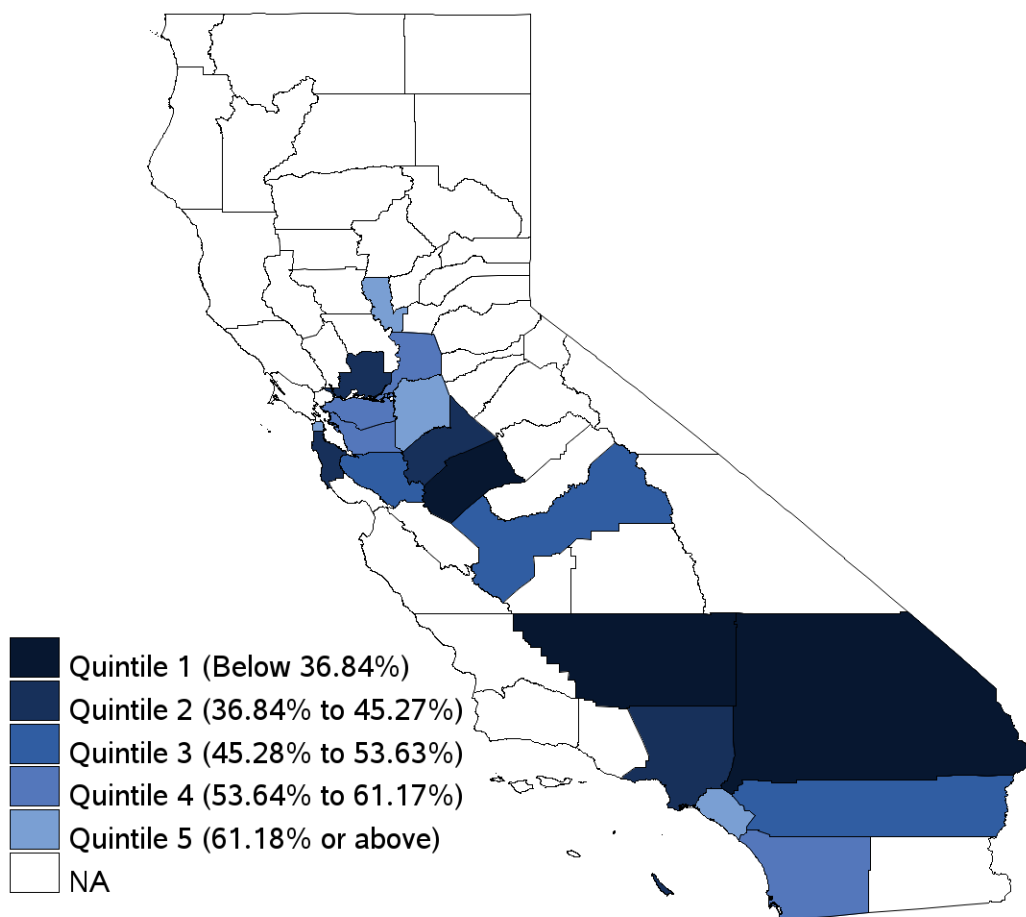 Quintile 1 (Below 36.84%)
Quintile 2 (36.84% to 45.27%)
Quintile 3 (45.28% to 53.63%)
Quintile 4 (53.64% to 61.17%)
Quintile 5 (61.18% or above)
NA